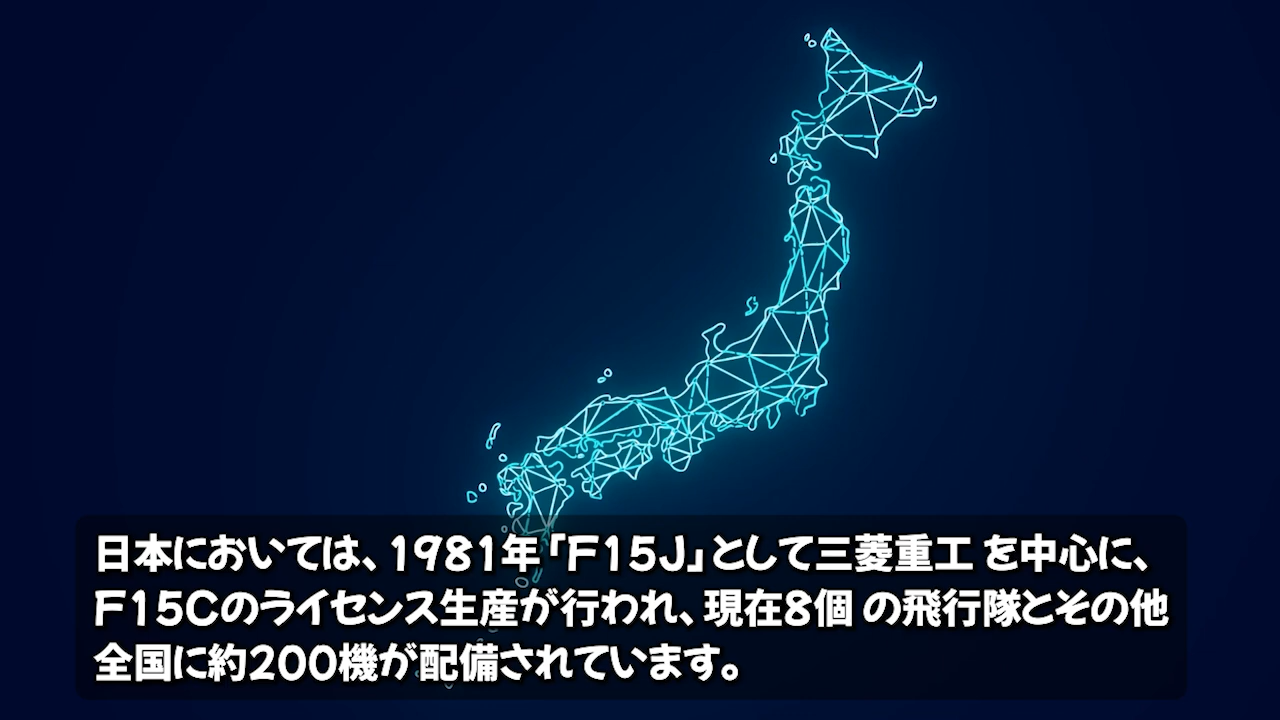 日本においては、1981年「F15J」として三菱重工 を中心に、
F15Cのライセンス生産が行われ、現在8個 の飛行隊とその他
全国に約200機が配備されています。